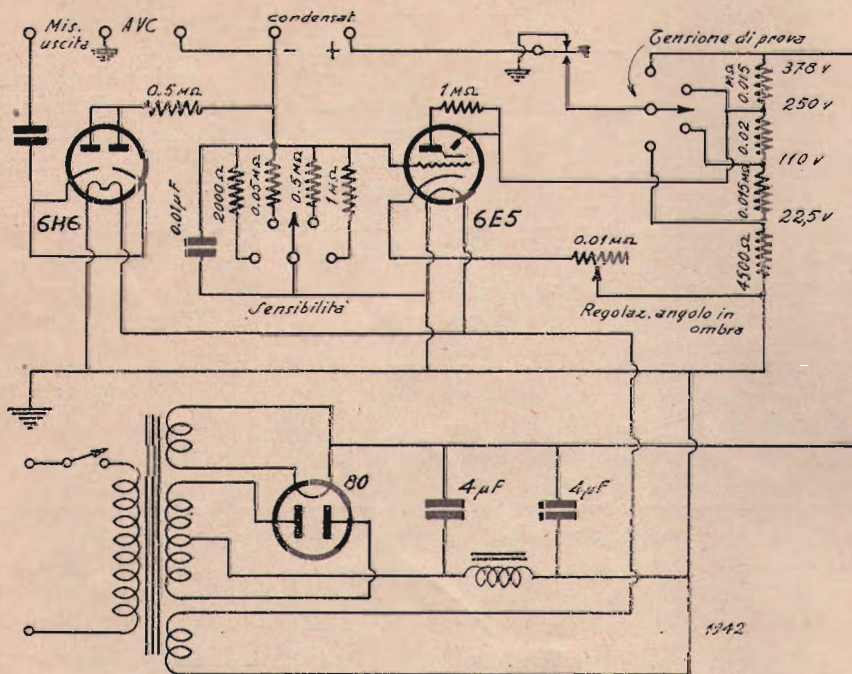 Mis. uscita
AVC
condensat.
- +
Tensione di prova
0.5 MΩ
1 MΩ
MΩ
0.015
378 v
250 v
0.02
110 v
0.015 MΩ
22,5 v
4500 Ω
6H6
0.01 µF
2000 Ω
0.05 MΩ
0.5 MΩ
1 MΩ
6E5
0.01 MΩ
Sensibilità
Regolaz. angolo in
ombra
80
4 µF
4 µF
1942